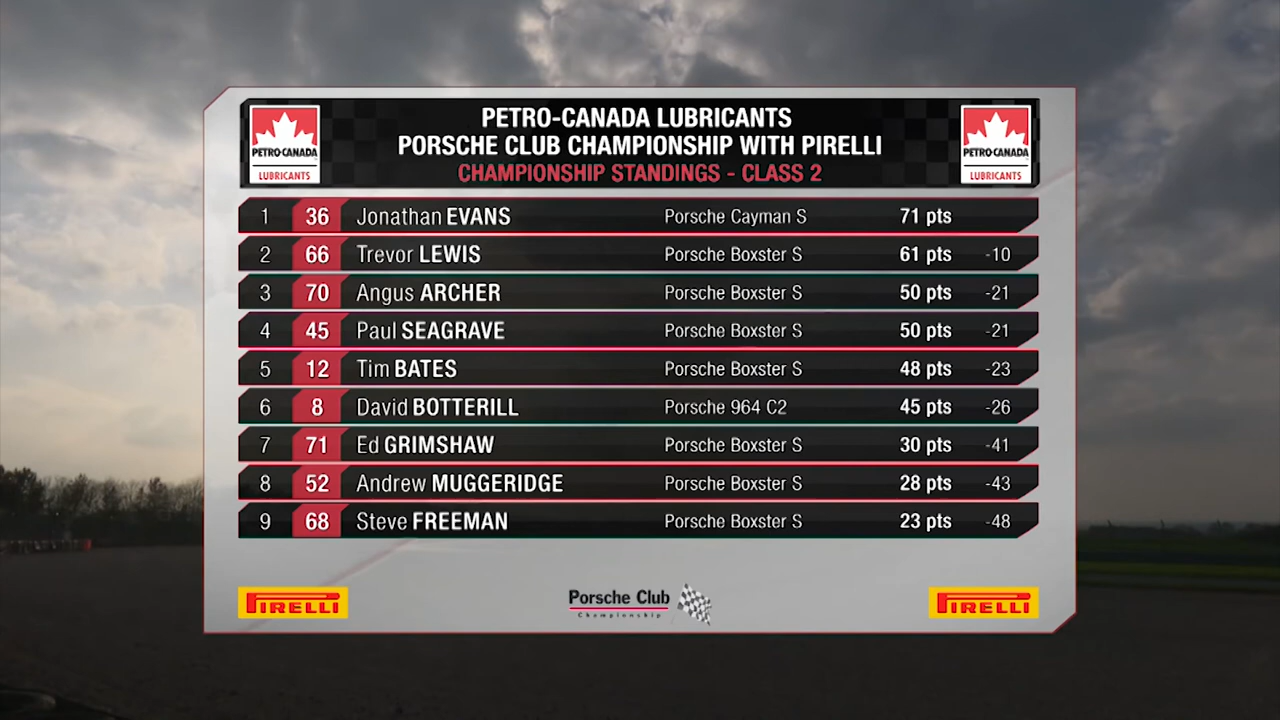 PETRO-CANADA LUBRICANTS
PORSCHE CLUB CHAMPIONSHIP WITH PIRELLI
CHAMPIONSHIP STANDINGS - CLASS 2
PETRO-CANADA
LUBRICANTS
PETRO-CANADA
LUBRICANTS
1 36 Jonathan EVANS Porsche Cayman S 71 pts
2 66 Trevor LEWIS Porsche Boxster S 61 pts -10
3 70 Angus ARCHER Porsche Boxster S 50 pts -21
4 45 Paul SEAGRAVE Porsche Boxster S 50 pts -21
5 12 Tim BATES Porsche Boxster S 48 pts -23
6 8 David BOTTERILL Porsche 964 C2 45 pts -26
7 71 Ed GRIMSHAW Porsche Boxster S 30 pts -41
8 52 Andrew MUGGERIDGE Porsche Boxster S 28 pts -43
9 68 Steve FREEMAN Porsche Boxster S 23 pts -48
PIRELLI
Porsche Club
Championship
PIRELLI